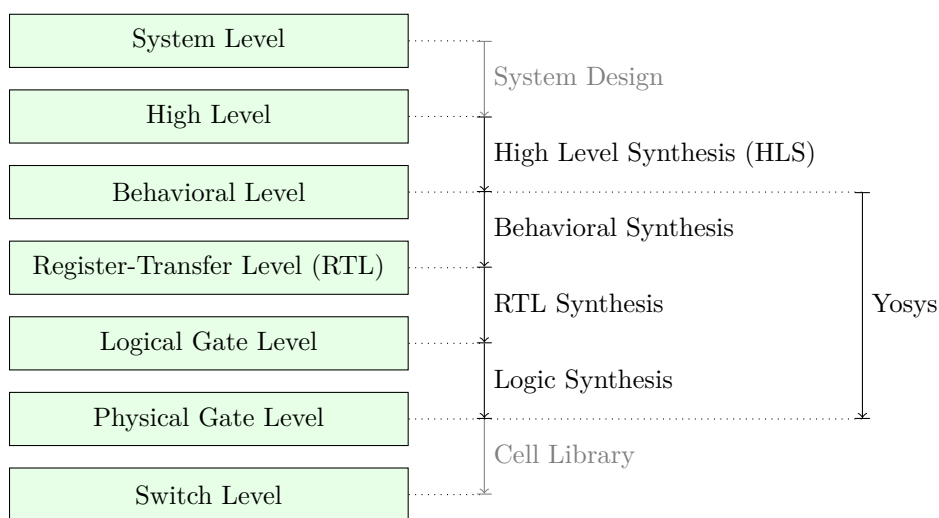 System Level
System Design
High Level
High Level Synthesis (HLS)
Behavioral Level
Behavioral Synthesis
Register-Transfer Level (RTL)
RTL Synthesis
Yosys
Logical Gate Level
Logic Synthesis
Physical Gate Level
Cell Library
Switch Level